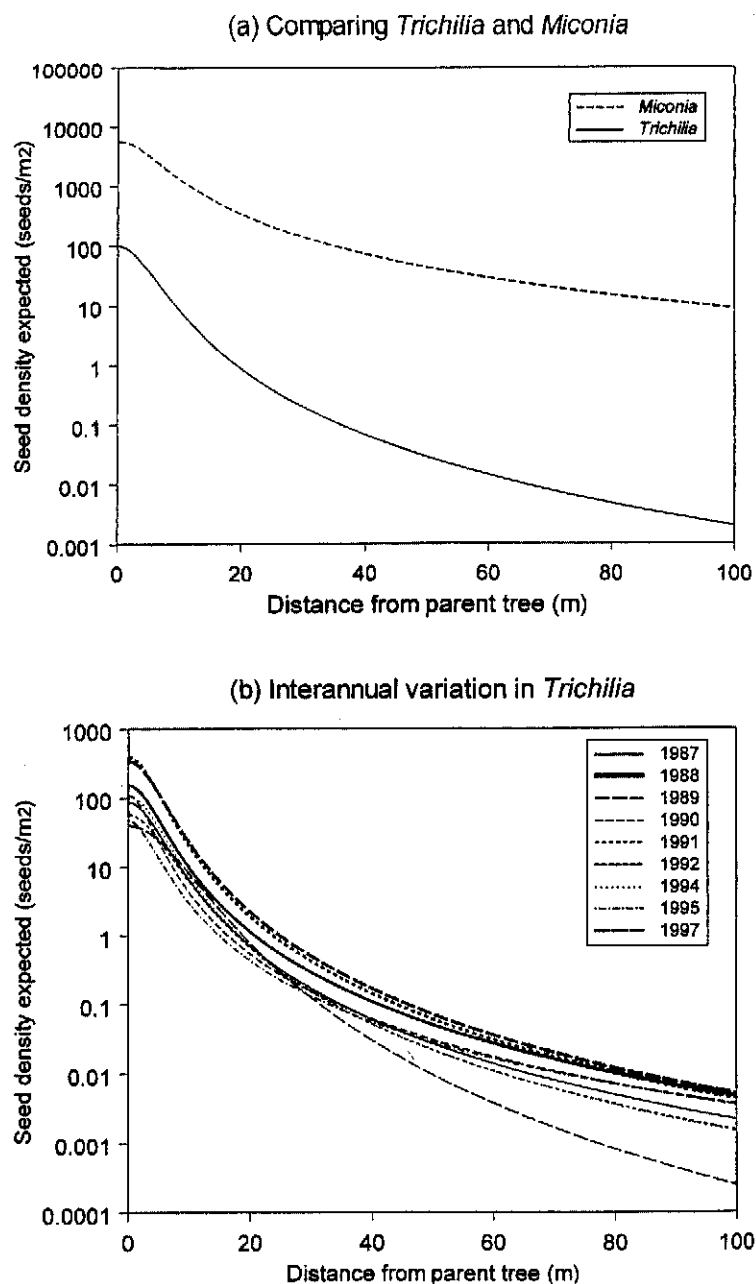 (a) Comparing Trichilia and Miconia
100000
10000
1000
100
10
1
0.1
0.01
0.001
Seed density expected (seeds/m2)
Miconia
Trichilia
0 20 40 60 80 100
Distance from parent tree (m)
(b) Interannual variation in Trichilia
1000
100
10
1
0.1
0.01
0.001
0.0001
Seed density expected (seeds/m2)
1987
1988
1989
1990
1991
1992
1994
1995
1997
0 20 40 60 80 100
Distance from parent tree (m)